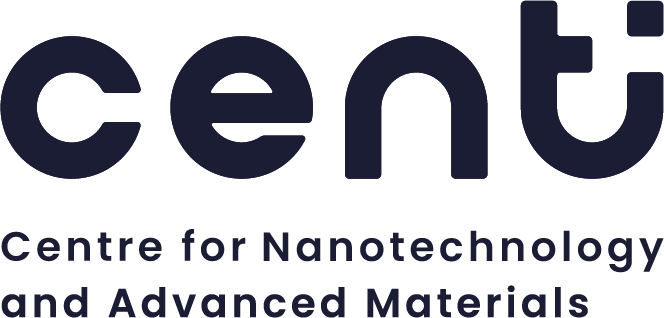 centi
Centre for Nanotechnology
and Advanced Materials